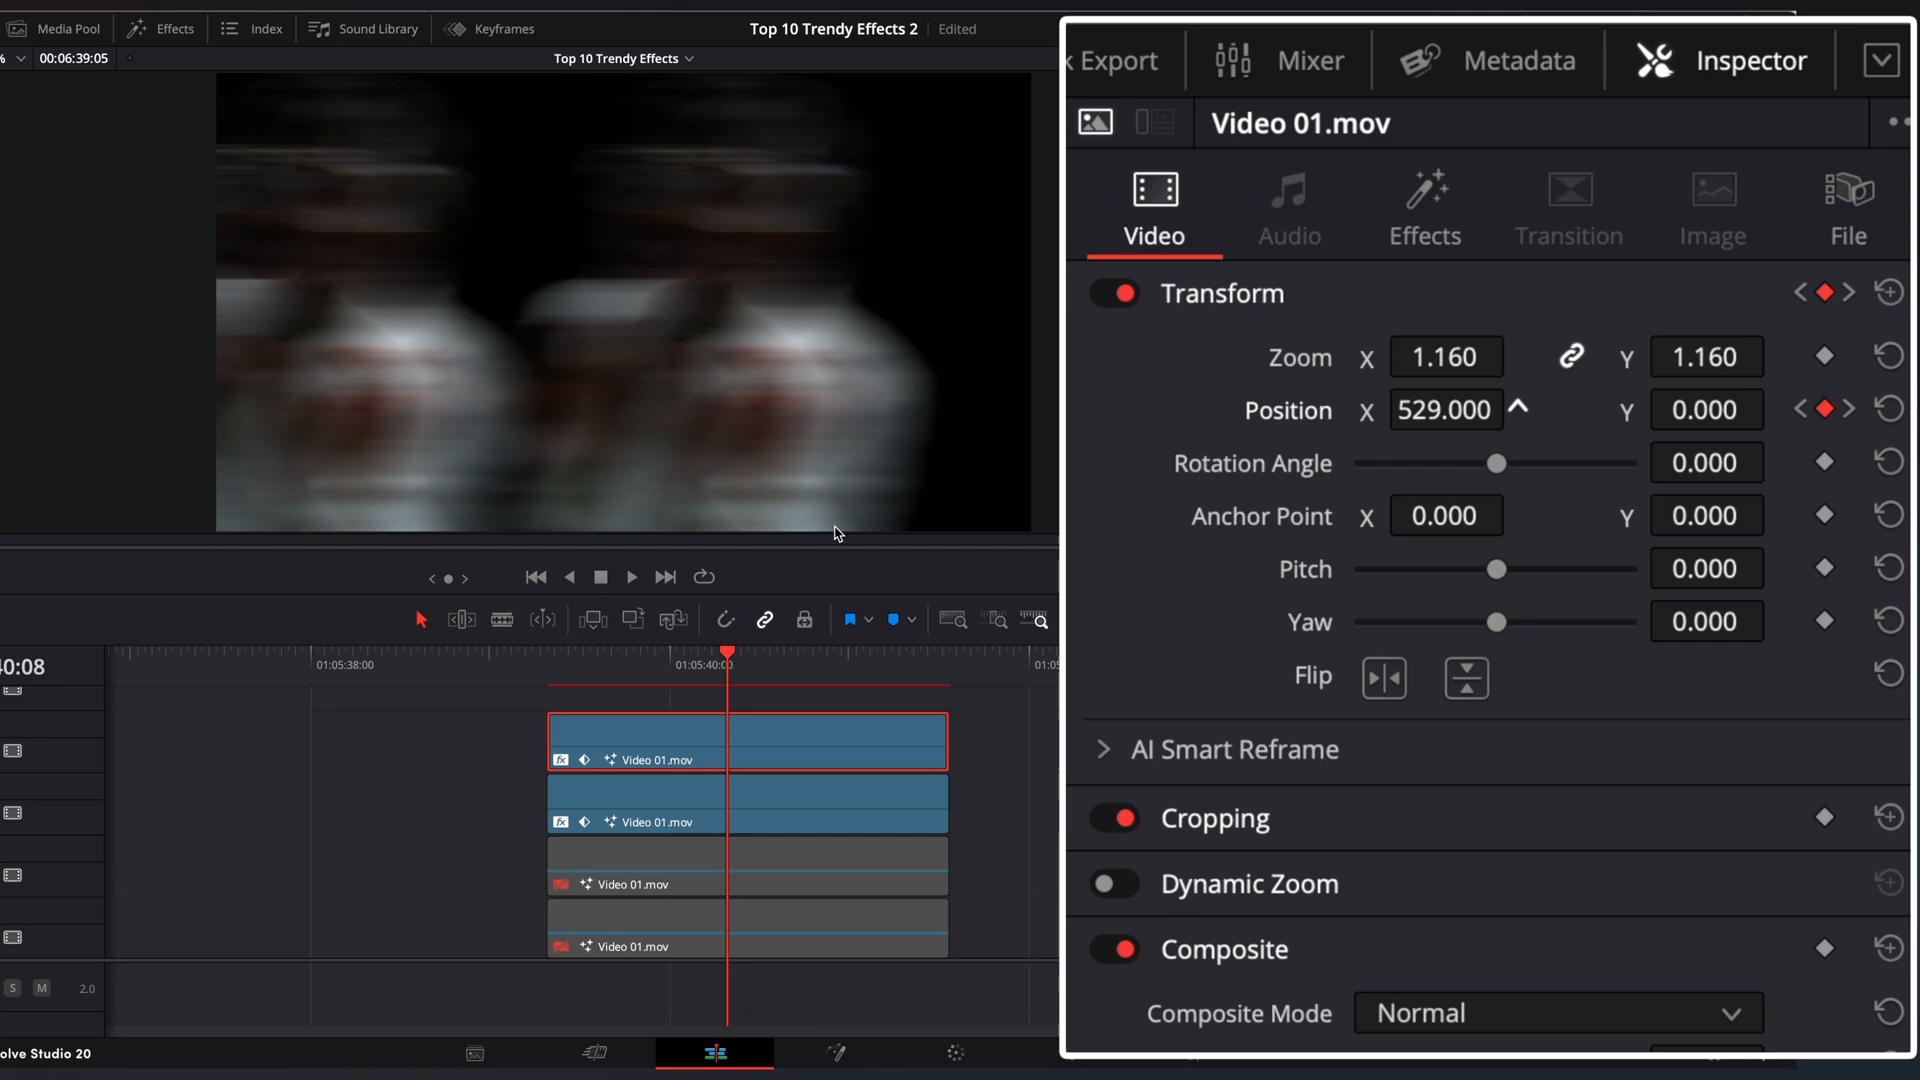 Media Pool
Effects
Index
Sound Library
Keyframes
Top 10 Trendy Effects 2
Edited
%
00:06:39:05
Top 10 Trendy Effects
Export
Mixer
Metadata
Inspector
Video 01.mov
Video
Audio
Effects
Transition
Image
File
Transform
Zoom X 1.160 Y 1.160
Position X 529.000 Y 0.000
Rotation Angle 0.000
Anchor Point X 0.000 Y 0.000
Pitch 0.000
Yaw 0.000
Flip
AI Smart Reframe
Cropping
Dynamic Zoom
Composite
Composite Mode Normal
40:08
01:05:38:00
01:05:40:00
01:05
fx Video 01.mov
fx Video 01.mov
Video 01.mov
Video 01.mov
S M 2.0
olve Studio 20